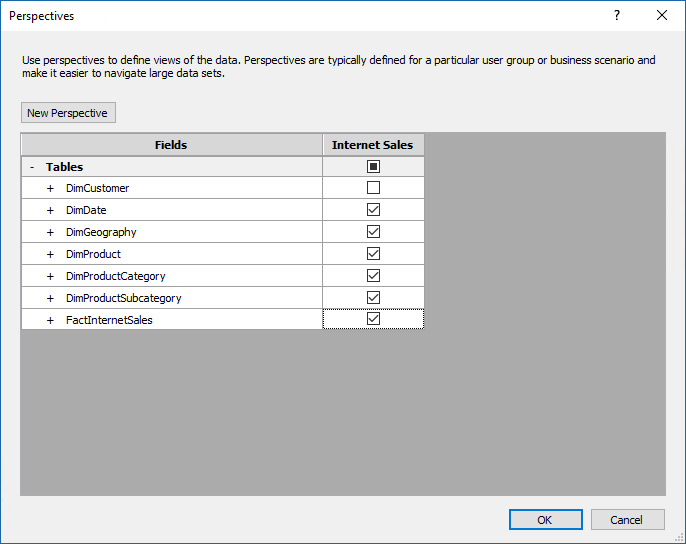 Perspectives
?
Use perspectives to define views of the data. Perspectives are typically defined for a particular user group or business scenario and
make it easier to navigate large data sets.
New Perspective
Fields Internet Sales
- Tables
+ DimCustomer
+ DimDate
+ DimGeography
+ DimProduct
+ DimProductCategory
+ DimProductSubcategory
+ FactInternetSales
OK Cancel